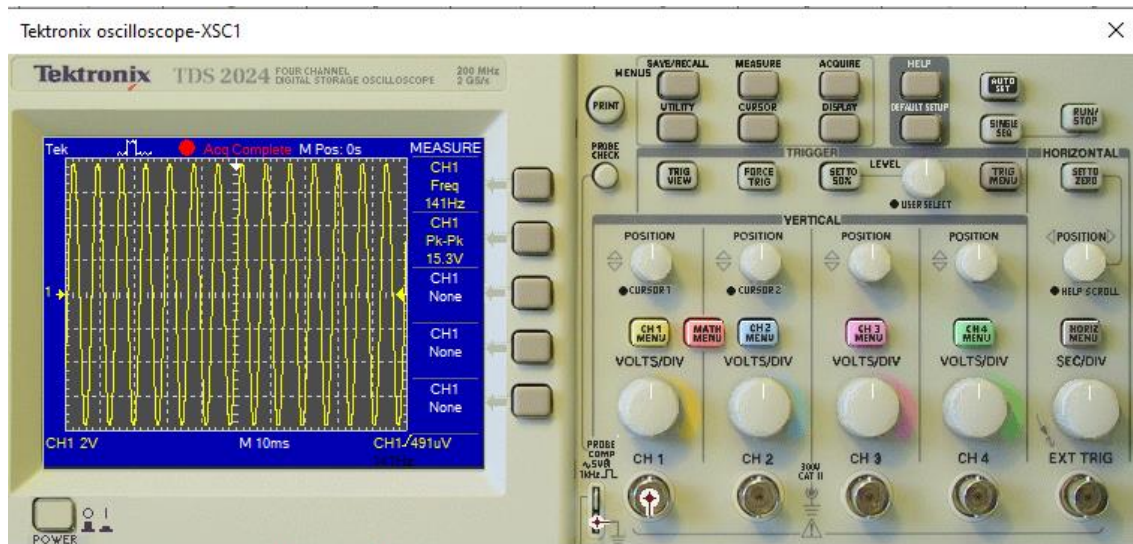 Tektronix oscilloscope-XSC1
Tektronix TDS 2024 FOUR CHANNEL DIGITAL STORAGE OSCILLOSCOPE 200 MHz 2 GS/s
Tek Acq Complete M Pos: 0s MEASURE
CH1
Freq
141Hz
CH1
Pk-Pk
15.3V
CH1
None
CH1
None
CH1
None
1
CH1 2V M 10ms CH1 491uV
POWER
MENUS
SAVE/RECALL MEASURE ACQUIRE HELP
AUTO SET
PRINT
UTILITY CURSOR DISPLAY DEFAULT SETUP
SINGLE SEQ
RUN/STOP
PROBE CHECK
TRIGGER HORIZONTAL
TRIG VIEW FORCE TRIG SET TO 50% LEVEL TRIG MENU SET TO ZERO
USER SELECT
VERTICAL
POSITION POSITION POSITION POSITION POSITION
CURSOR 1 CURSOR 2 HELP SCROLL
CH 1 MENU MATH MENU CH 2 MENU CH 3 MENU CH 4 MENU HORIZ MENU
VOLTS/DIV VOLTS/DIV VOLTS/DIV VOLTS/DIV SEC/DIV
PROBE COMP
~5V@
1kHz
CH 1 CH 2 300V CAT II CH 3 CH 4 EXT TRIG